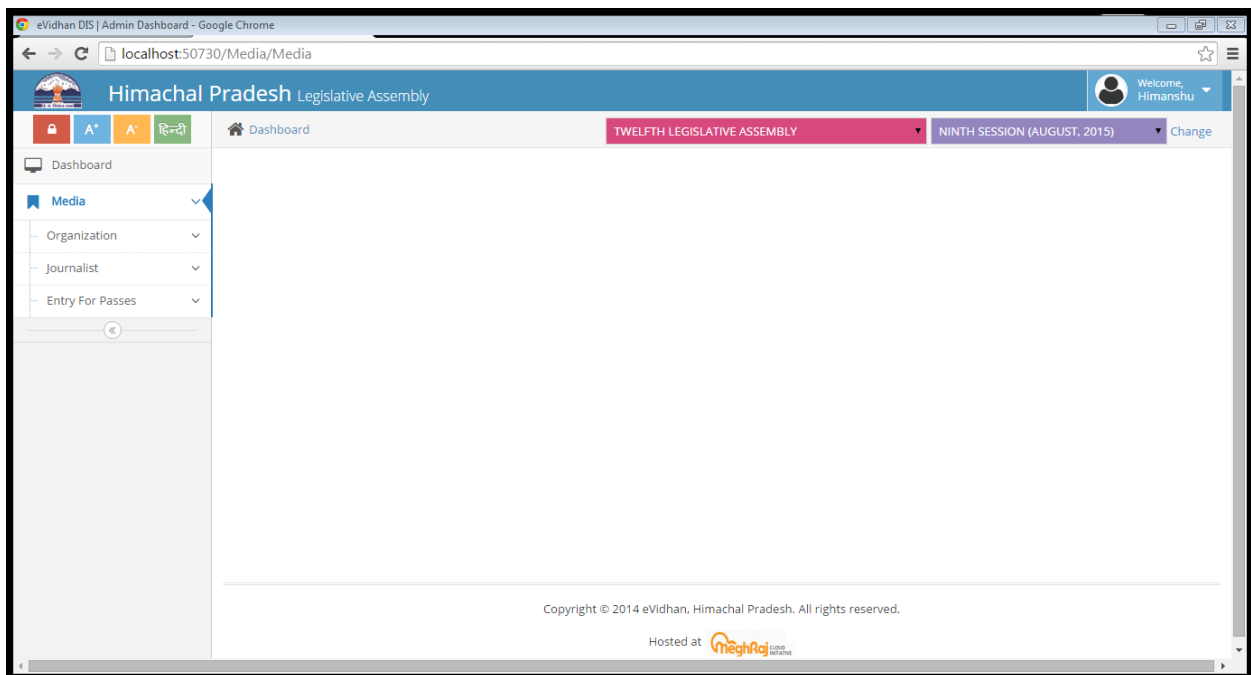 eVidhan DIS | Admin Dashboard - Google Chrome
localhost:50730/Media/Media
Himachal Pradesh Legislative Assembly
Welcome,
Himanshu
A+ A- हिन्दी
Dashboard
TWELFTH LEGISLATIVE ASSEMBLY
NINTH SESSION (AUGUST, 2015)
Change
Dashboard
Media
Organization
Journalist
Entry For Passes
Copyright © 2014 eVidhan, Himachal Pradesh. All rights reserved.
Hosted at MeghRaj CLOUD INITIATIVE